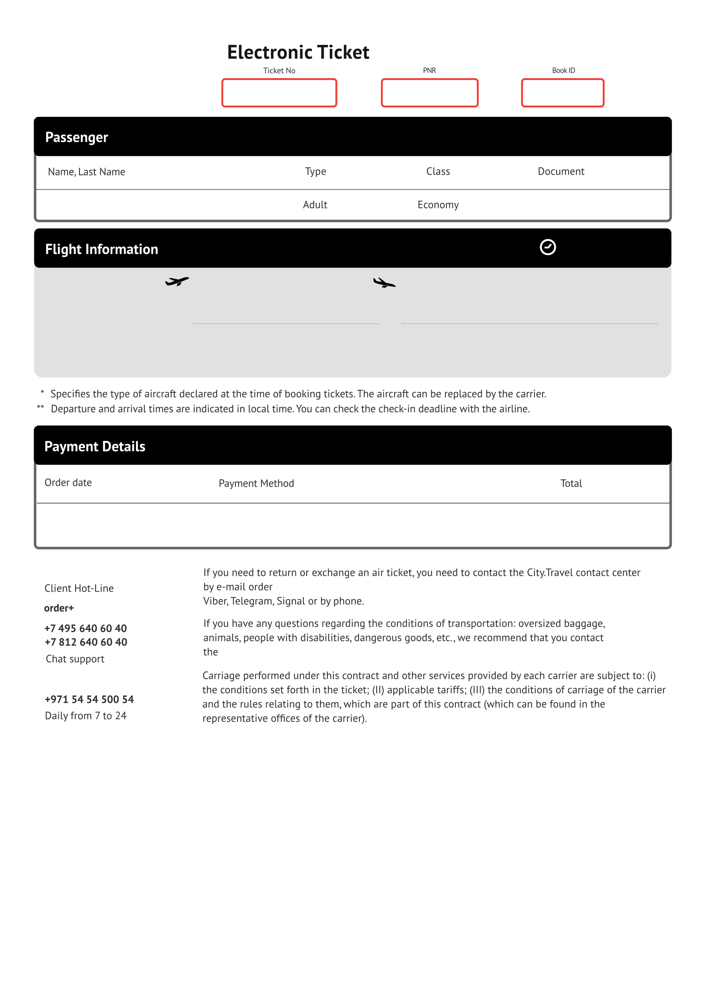 Electronic Ticket
Ticket No PNR Book ID
Passenger
Name, Last Name Type Class Document
Adult Economy
Flight Information
* Specifies the type of aircraft declared at the time of booking tickets. The aircraft can be replaced by the carrier.
** Departure and arrival times are indicated in local time. You can check the check-in deadline with the airline.
Payment Details
Order date Payment Method Total
Client Hot-Line
order+
+7 495 640 60 40
+7 812 640 60 40
Chat support
+971 54 54 500 54
Daily from 7 to 24
If you need to return or exchange an air ticket, you need to contact the City.Travel contact center
by e-mail order
Viber, Telegram, Signal or by phone.
If you have any questions regarding the conditions of transportation: oversized baggage,
animals, people with disabilities, dangerous goods, etc., we recommend that you contact
the
Carriage performed under this contract and other services provided by each carrier are subject to: (i)
the conditions set forth in the ticket; (II) applicable tariffs; (III) the conditions of carriage of the carrier
and the rules relating to them, which are part of this contract (which can be found in the
representative offices of the carrier).